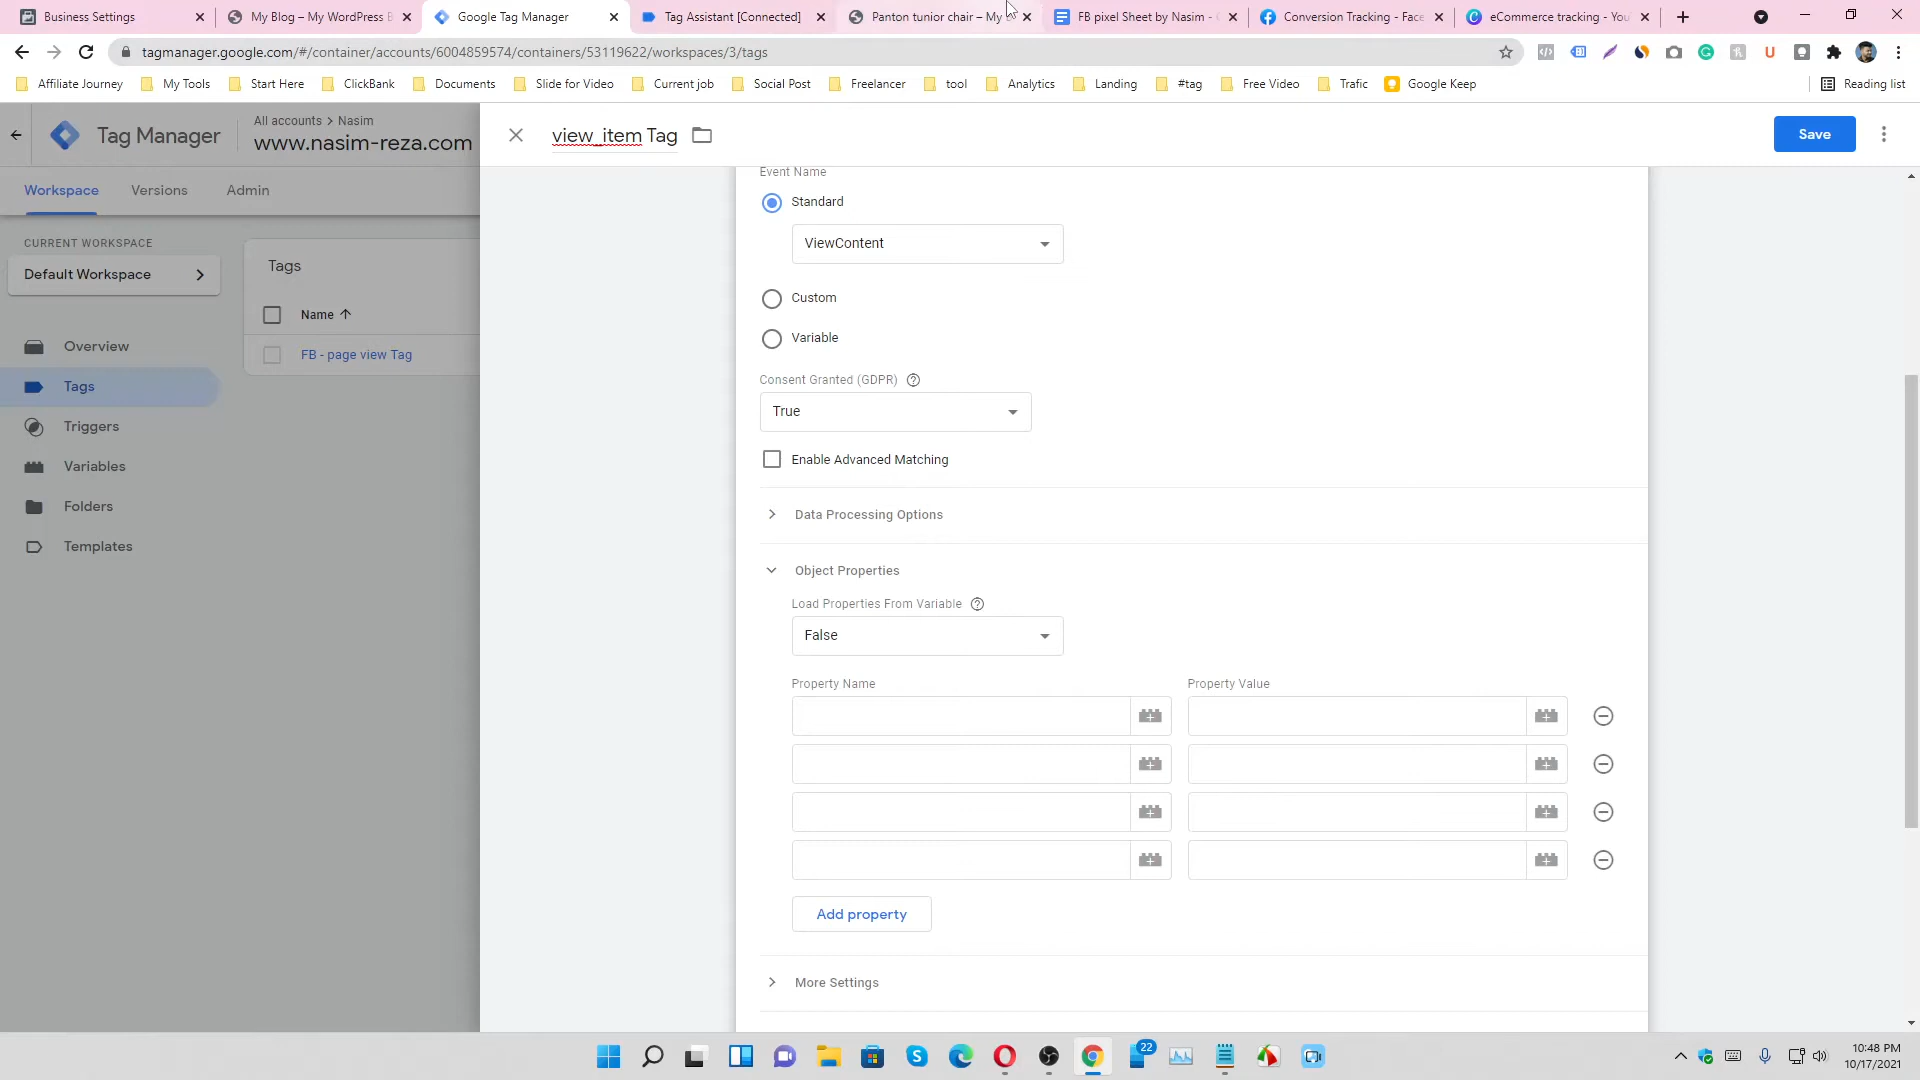 Business Settings
My Blog – My WordPress B
Google Tag Manager
Tag Assistant [Connected]
Panton tunior chair – My
FB pixel Sheet by Nasim -
Conversion Tracking - Face
eCommerce tracking - You
tagmanager.google.com/#/container/accounts/6004859574/containers/53119622/workspaces/3/tags
Affiliate Journey
My Tools
Start Here
ClickBank
Documents
Slide for Video
Current job
Social Post
Freelancer
tool
Analytics
Landing
#tag
Free Video
Trafic
Google Keep
Reading list
Tag Manager
All accounts > Nasim
www.nasim-reza.com
view_item Tag
Save
Workspace
Versions
Admin
CURRENT WORKSPACE
Default Workspace
Overview
Tags
Triggers
Variables
Folders
Templates
Tags
Name
FB - page view Tag
Event Name
Standard
ViewContent
Custom
Variable
Consent Granted (GDPR)
True
Enable Advanced Matching
Data Processing Options
Object Properties
Load Properties From Variable
False
Property Name
Property Value
Add property
More Settings
22
10:48 PM
10/17/2021